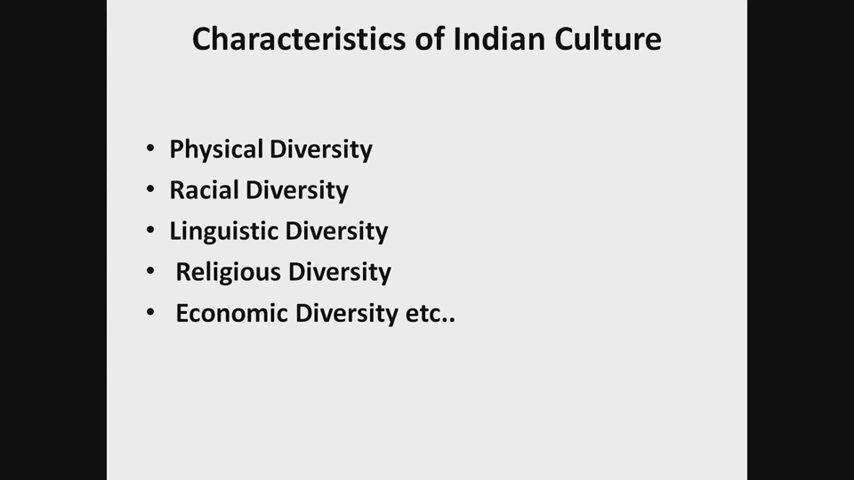 Characteristics of Indian Culture
• Physical Diversity
• Racial Diversity
• Linguistic Diversity
• Religious Diversity
• Economic Diversity etc..